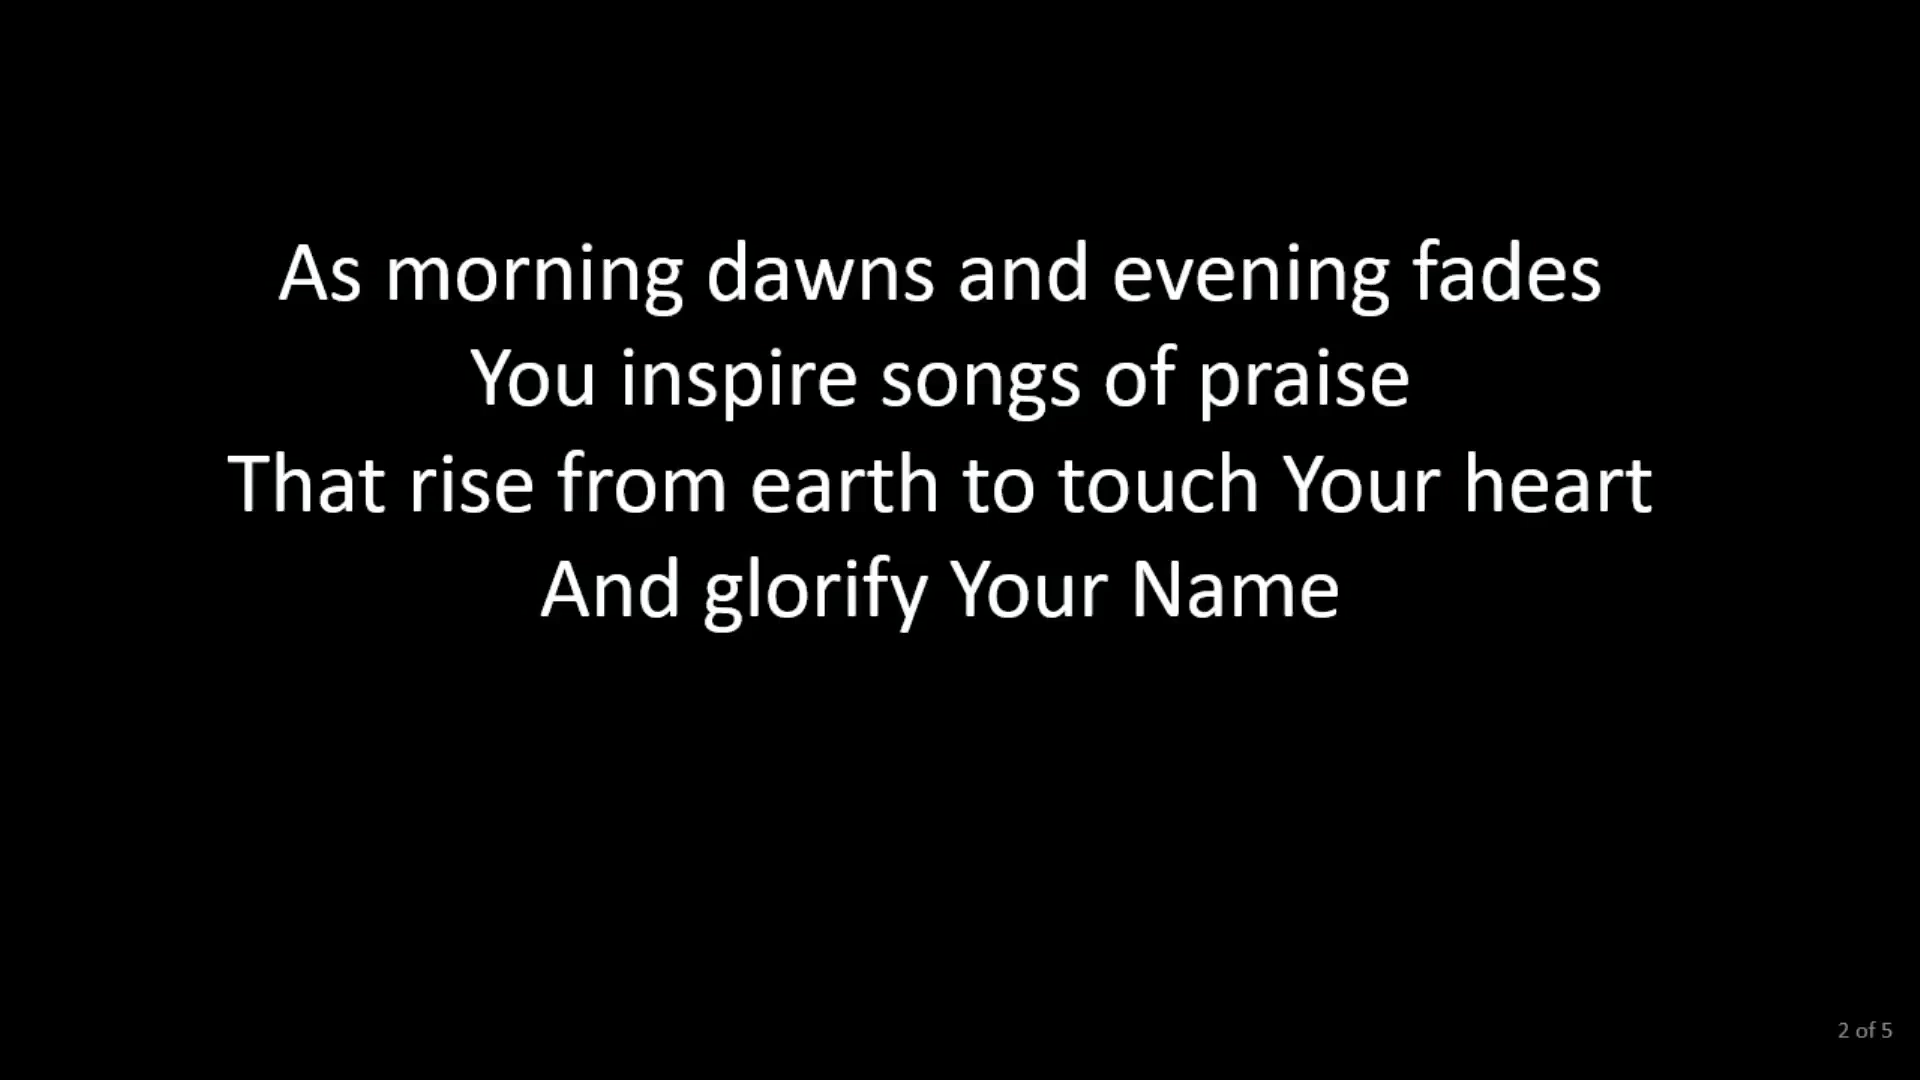 As morning dawns and evening fades
You inspire songs of praise
That rise from earth to touch Your heart
And glorify Your Name
2 of 5